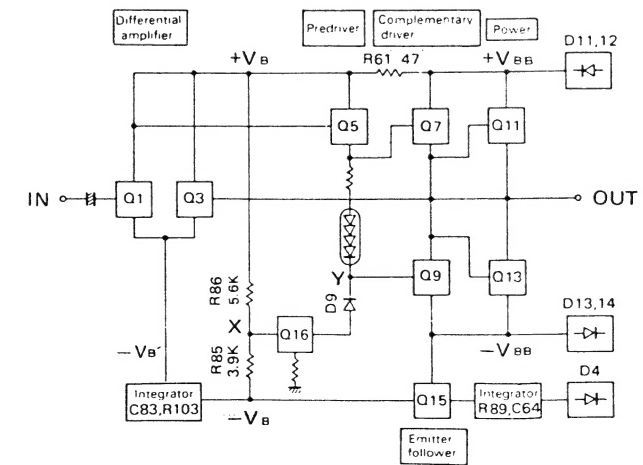 Differential
amplifier
Predriver
Complementary
driver
Power
D11,12
+VB
R61 47
+VBB
Q5
Q7
Q11
IN
Q1
Q3
OUT
R86
5.6K
Y
D9
Q9
Q13
X
Q16
D13,14
-VB'
R85
3.9K
-VBB
D4
Integrator
C83,R103
-VB
Q15
Integrator
R89,C64
Emitter
follower